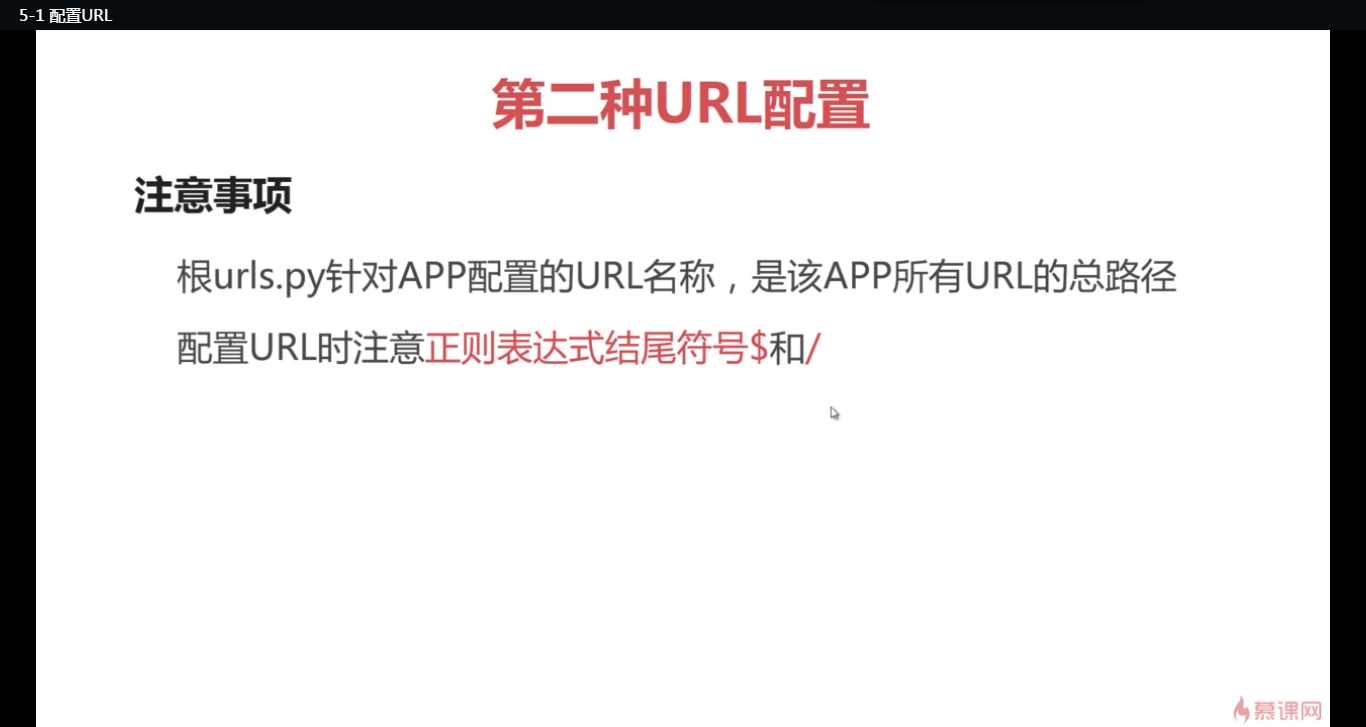 5-1 配置URL
第二种URL配置
注意事项
根urls.py针对APP配置的URL名称，是该APP所有URL的总路径
配置URL时注意正则表达式结尾符号$和/
慕课网